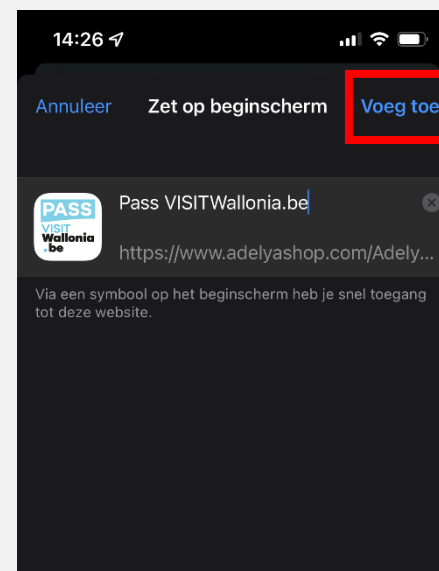 14:26
Annuleer Zet op beginscherm Voeg toe
PASS
VISIT
Wallonia
.be
Pass VISITWallonia.be
https://www.adelyashop.com/Adely...
Via een symbool op het beginscherm heb je snel toegang
tot deze website.